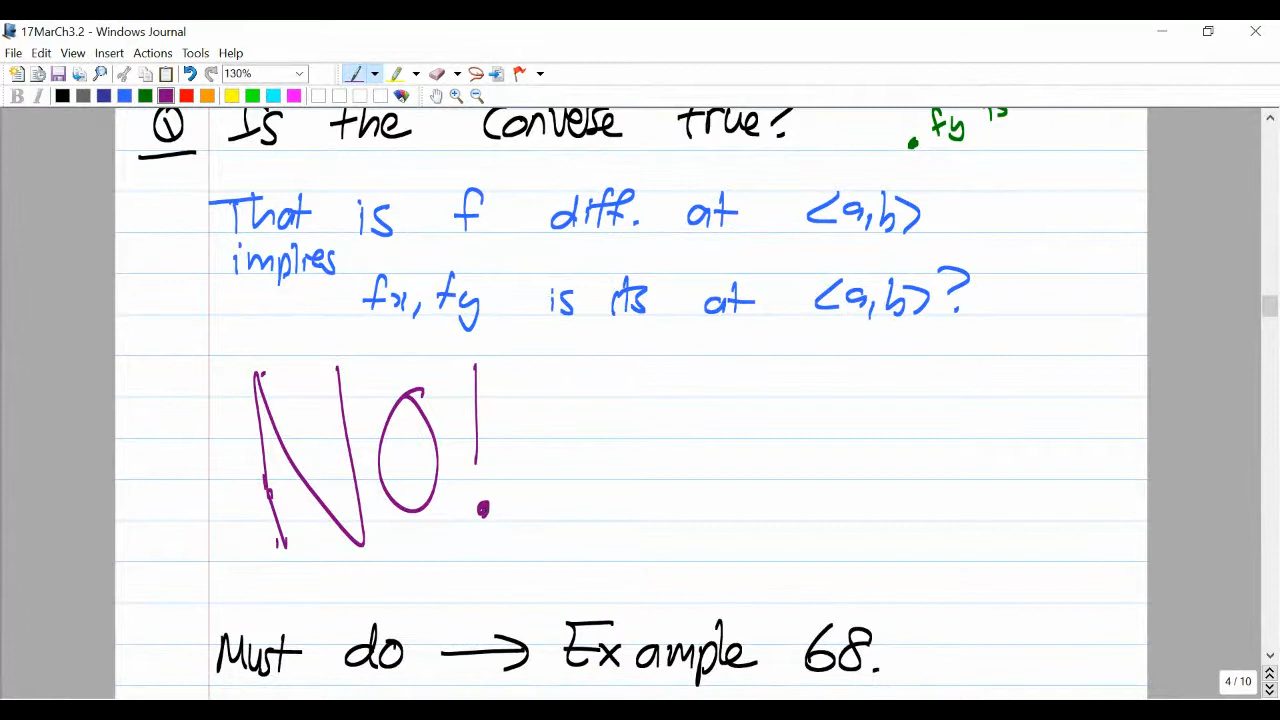 17MarCh3.2 - Windows Journal
File Edit View Insert Actions Tools Help
130%
B I
Q Is the converse true?
. fy is
That is f diff. at <a,b>
implies
fx, fy is cts at <a,b>?
NO!
Must do → Example 68.
4 / 10